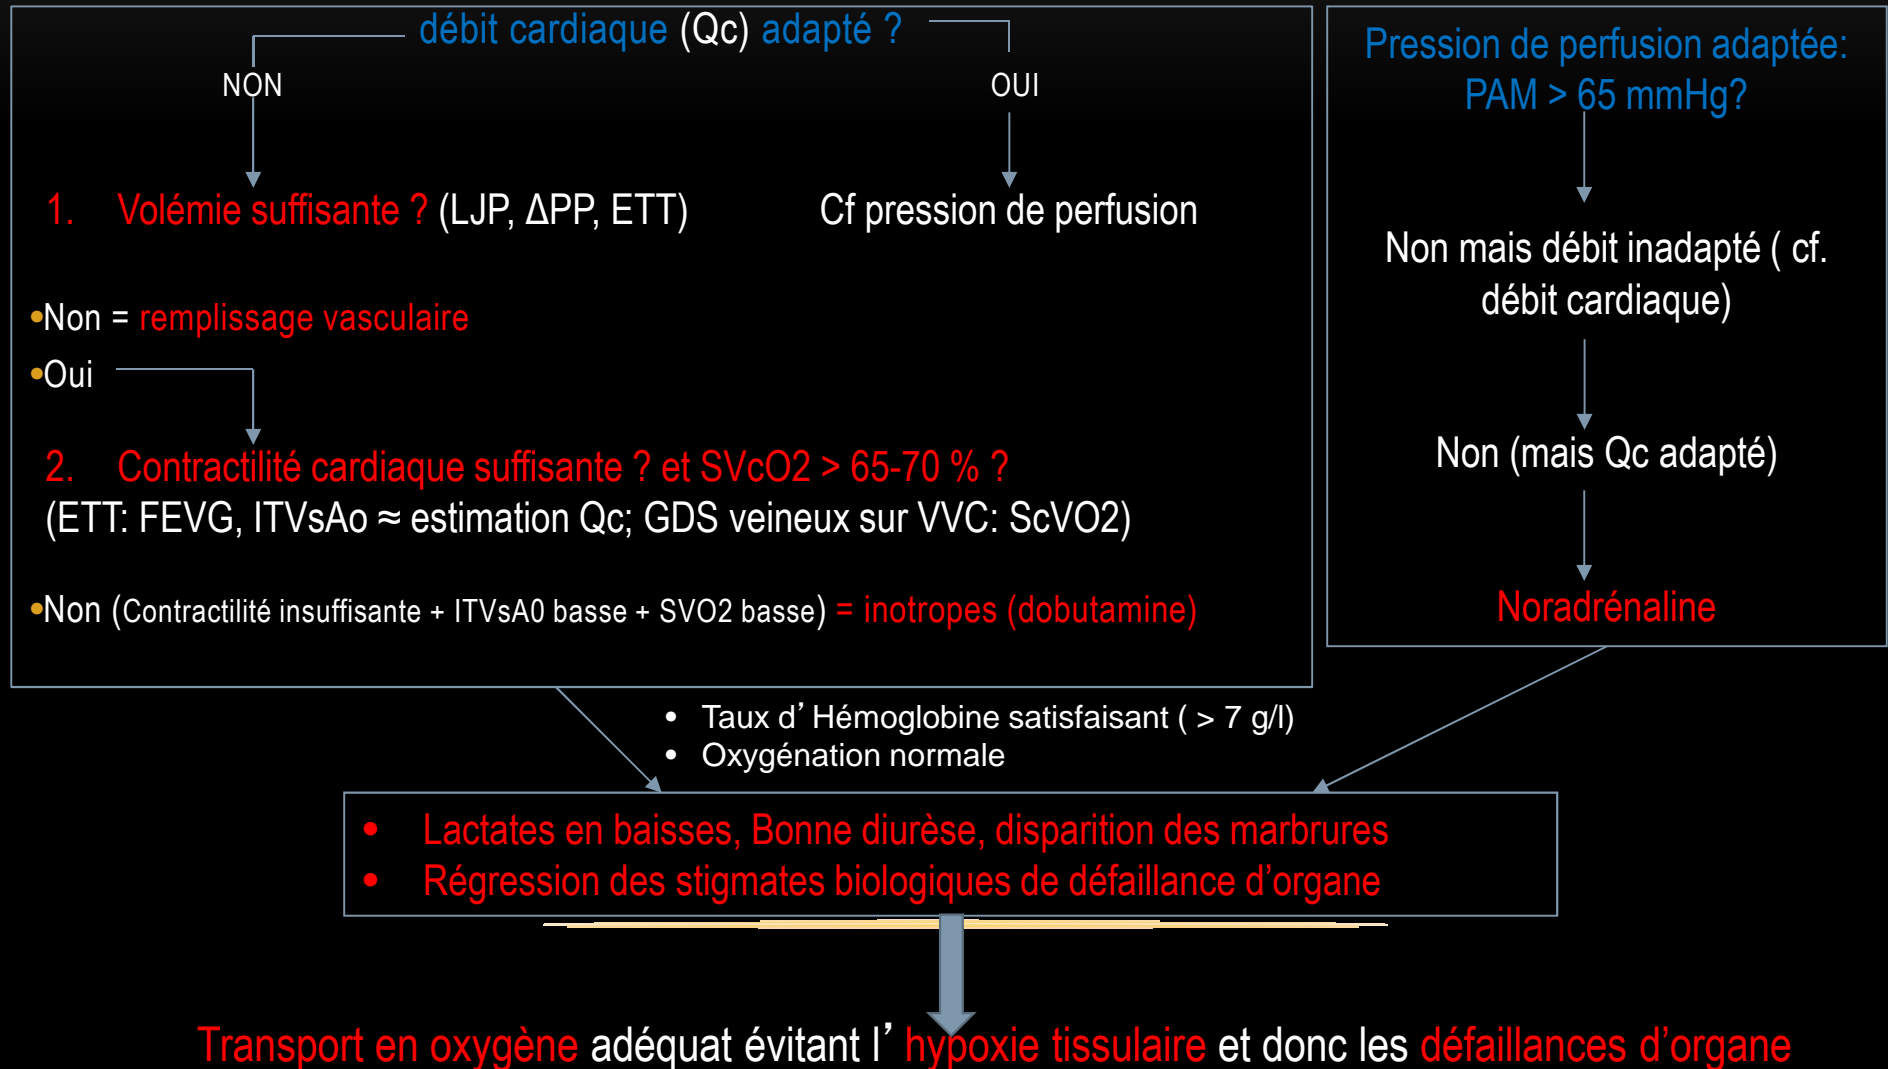 débit cardiaque (Qc) adapté ?
NON
OUI
1. Volémie suffisante ? (LJP, ΔPP, ETT)
Cf pression de perfusion
•Non = remplissage vasculaire
•Oui
2. Contractilité cardiaque suffisante ? et SVcO2 > 65-70 % ?
(ETT: FEVG, ITVsAo ≈ estimation Qc; GDS veineux sur VVC: ScVO2)
•Non (Contractilité insuffisante + ITVsA0 basse + SVO2 basse) = inotropes (dobutamine)
Pression de perfusion adaptée:
PAM > 65 mmHg?
Non mais débit inadapté ( cf.
débit cardiaque)
Non (mais Qc adapté)
Noradrénaline
• Taux d’ Hémoglobine satisfaisant ( > 7 g/l)
• Oxygénation normale
• Lactates en baisses, Bonne diurèse, disparition des marbrures
• Régression des stigmates biologiques de défaillance d’organe
Transport en oxygène adéquat évitant l’ hypoxie tissulaire et donc les défaillances d’organe